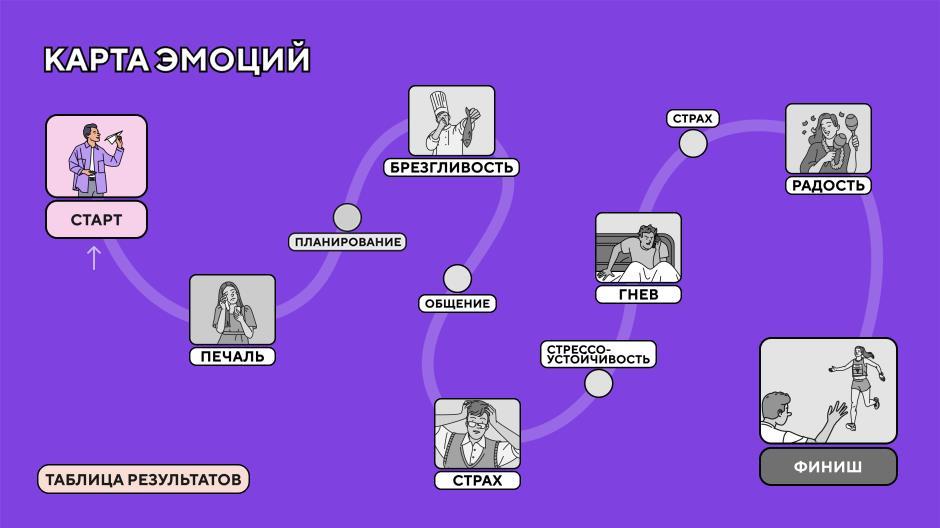 КАРТА ЭМОЦИЙ
СТАРТ
ПЕЧАЛЬ
ПЛАНИРОВАНИЕ
БРЕЗГЛИВОСТЬ
ОБЩЕНИЕ
СТРАХ
СТРЕССО-
УСТОЙЧИВОСТЬ
ГНЕВ
СТРАХ
РАДОСТЬ
ФИНИШ
ТАБЛИЦА РЕЗУЛЬТАТОВ